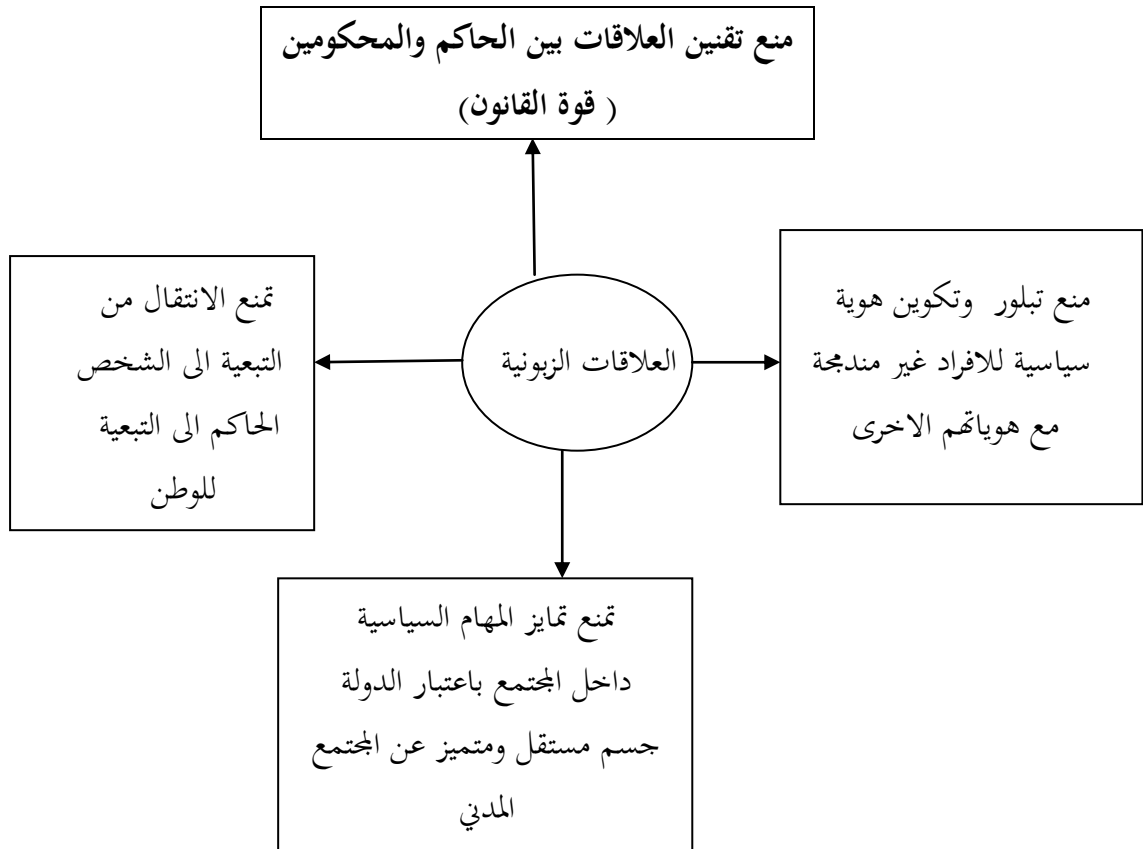 منع تقنين العلاقات بين الحاكم والمحكومين
( قوة القانون)
منع تبلور وتكوين هوية
سياسية للافراد غير مندمجة
مع هوياتهم الاخرى
العلاقات الزبونية
تمنع الانتقال من
التبعية الى الشخص
الحاكم الى التبعية
للوطن
تمنع تمايز المهام السياسية
داخل المجتمع باعتبار الدولة
جسم مستقل ومتميز عن المجتمع
المدني